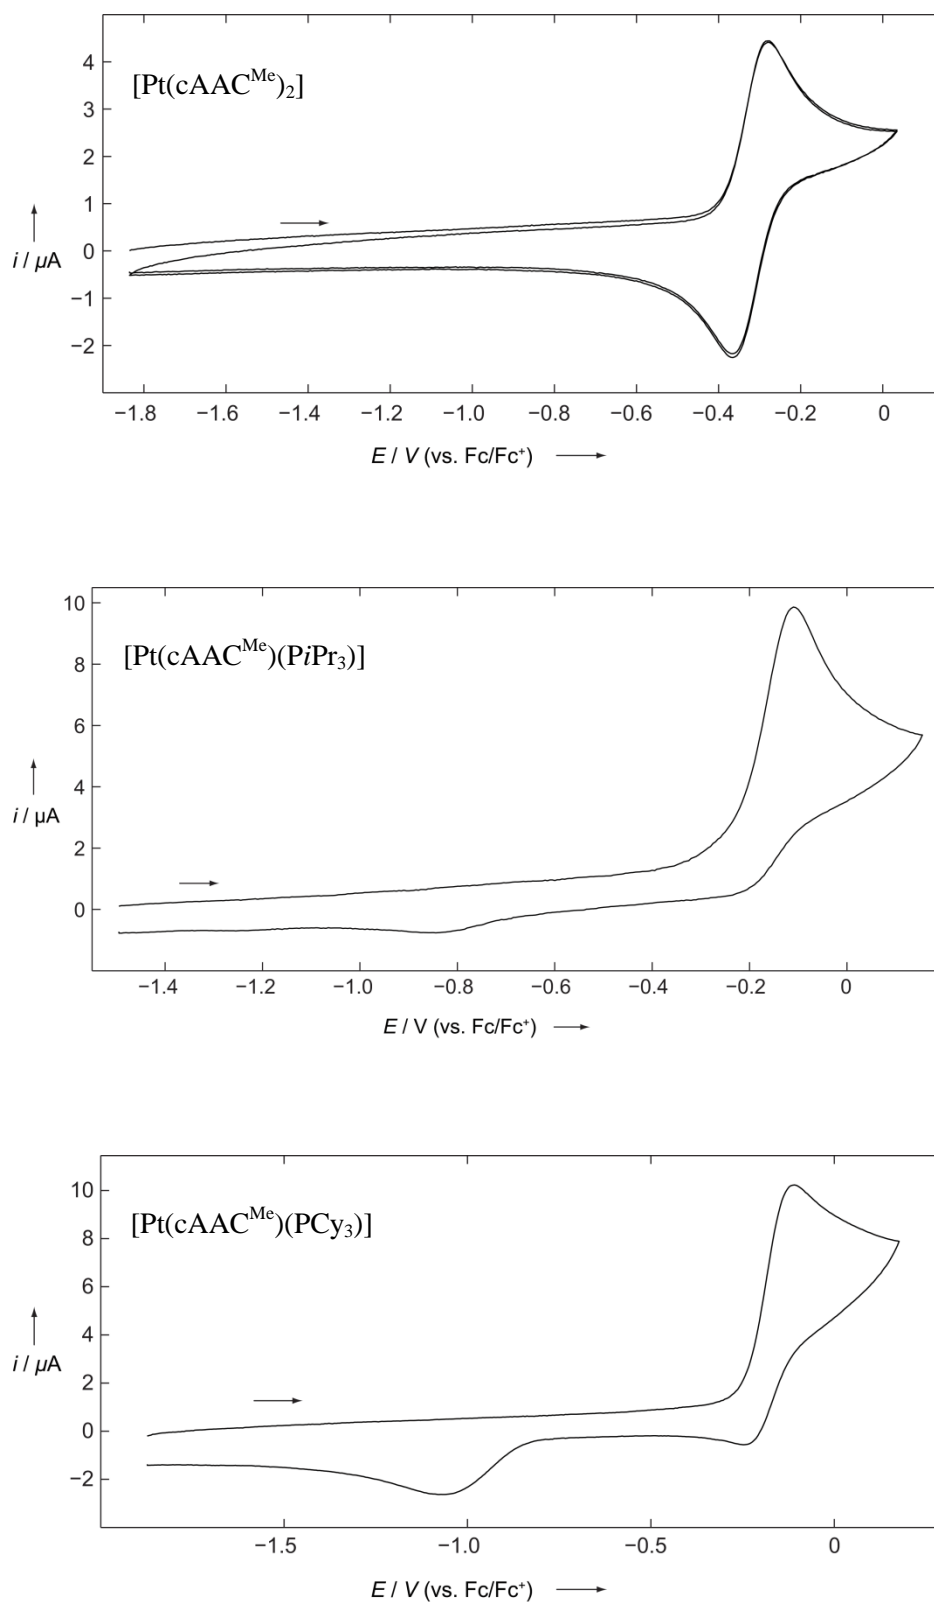 [Pt(cAAC^Me)₂]
4
3
2
1
0
−1
−2
i / µA
−1.8 −1.6 −1.4 −1.2 −1.0 −0.8 −0.6 −0.4 −0.2 0
E / V (vs. Fc/Fc⁺)
10
[Pt(cAAC^Me)(PiPr₃)]
8
6
4
i / µA
2
0
−1.4 −1.2 −1.0 −0.8 −0.6 −0.4 −0.2 0
E / V (vs. Fc/Fc⁺)
10
[Pt(cAAC^Me)(PCy₃)]
8
6
4
i / µA
2
0
−2
−1.5 −1.0 −0.5 0
E / V (vs. Fc/Fc⁺)